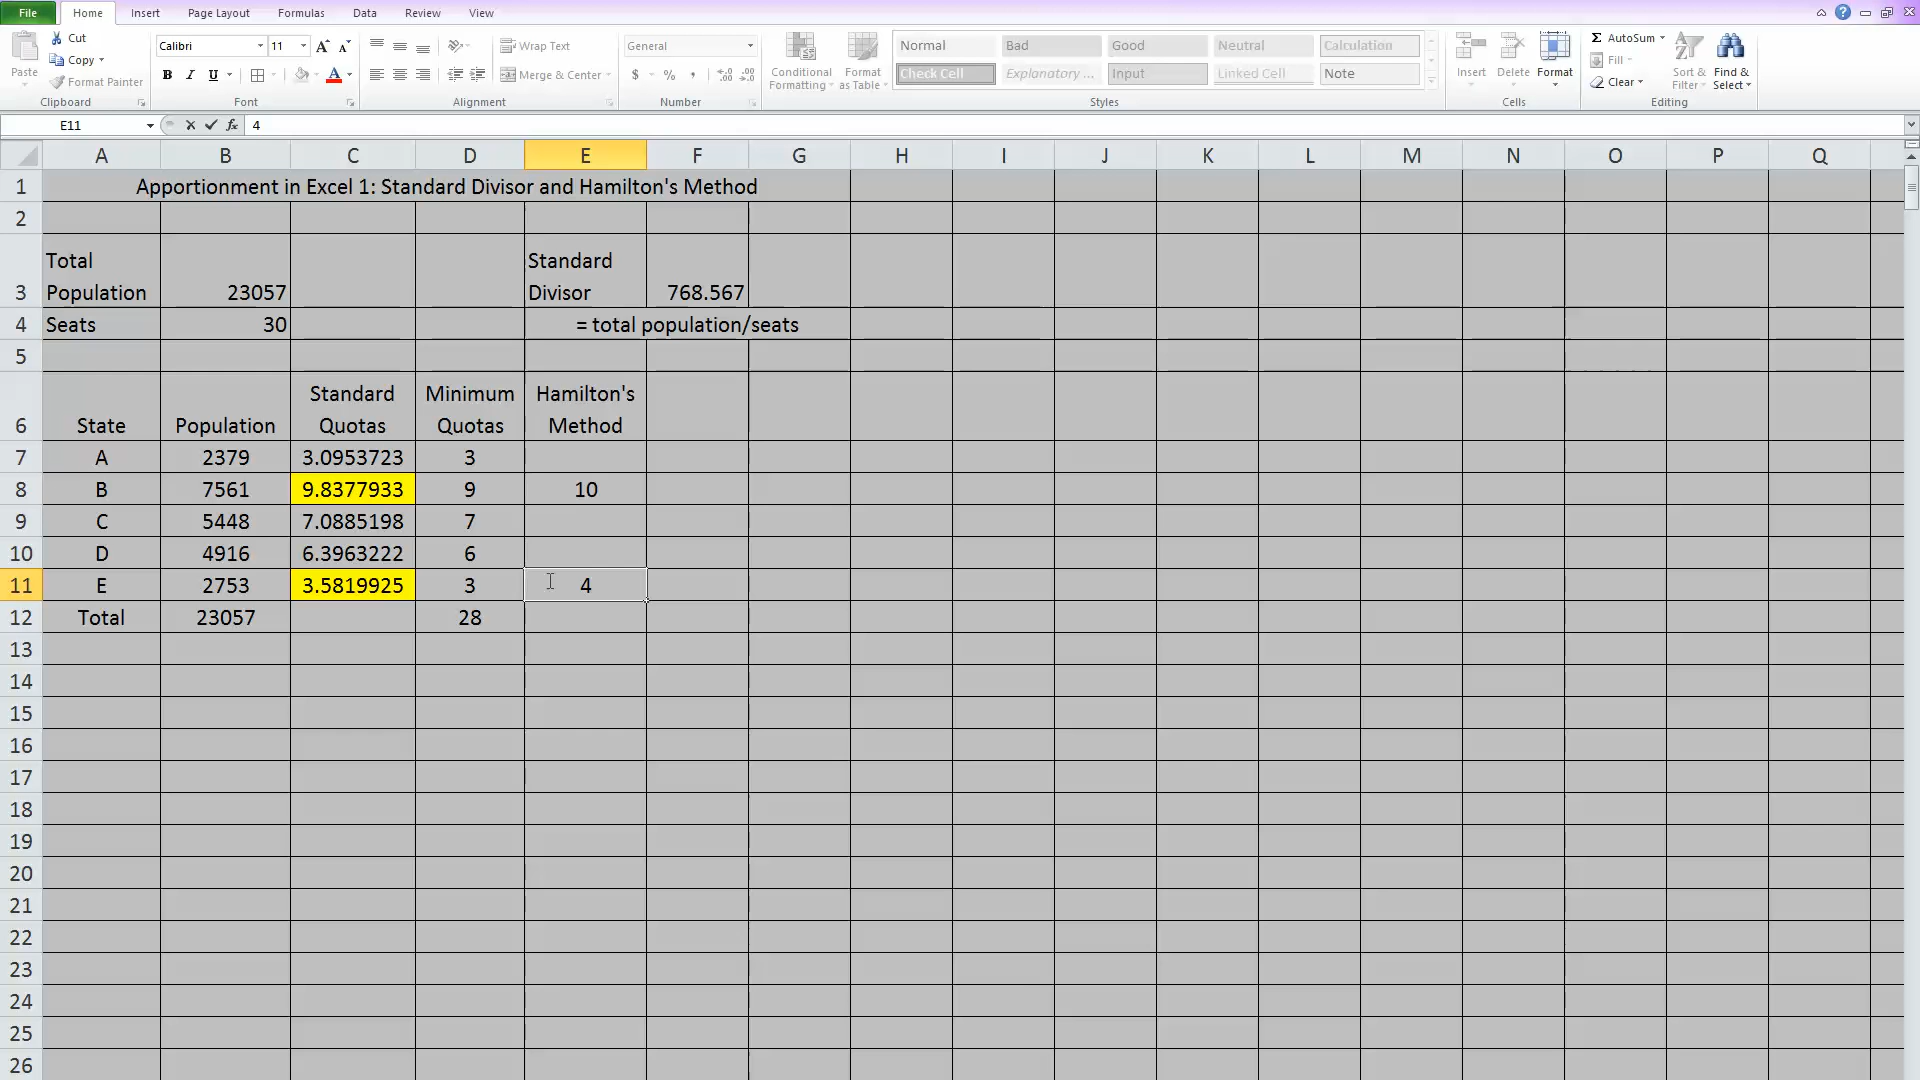 File Home Insert Page Layout Formulas Data Review View
Cut
Copy
Format Painter
Paste
Clipboard
Calibri 11 A A
B I U A
Font
Wrap Text
Merge & Center
Alignment
General
$ % ,
Number
Conditional Formatting
Format as Table
Normal Bad Good Neutral Calculation
Check Cell Explanatory ... Input Linked Cell Note
Styles
Insert Delete Format
Cells
Σ AutoSum
Fill
Clear
Sort & Filter
Find & Select
Editing
E11 fx 4
A B C D E F G H I J K L M N O P Q
1 Apportionment in Excel 1: Standard Divisor and Hamilton's Method
2
Total Standard
3 Population 23057 Divisor 768.567
4 Seats 30 = total population/seats
5
Standard Minimum Hamilton's
6 State Population Quotas Quotas Method
7 A 2379 3.0953723 3
8 B 7561 9.8377933 9 10
9 C 5448 7.0885198 7
10 D 4916 6.3963222 6
11 E 2753 3.5819925 3 4
12 Total 23057 28
13
14
15
16
17
18
19
20
21
22
23
24
25
26